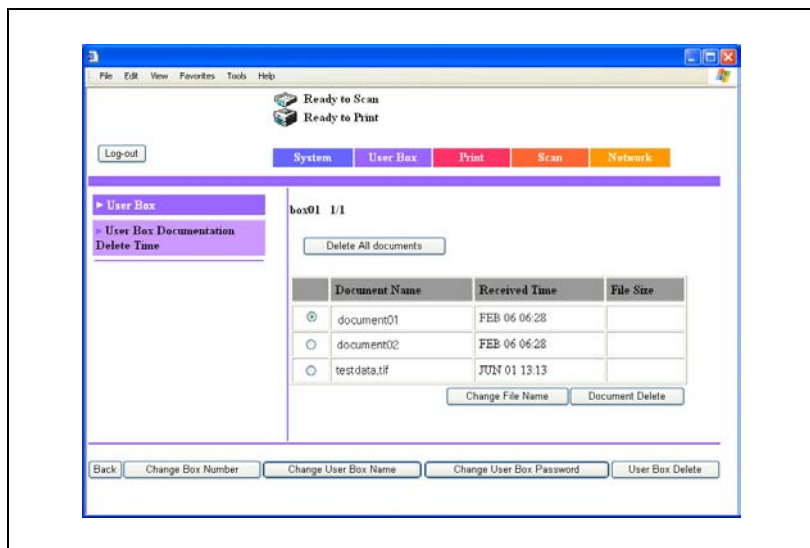 File Edit View Favorites Tools Help
Ready to Scan
Ready to Print
Log-out
System User Box Print Scan Network
User Box
User Box Documentation
Delete Time
box01 1/1
Delete All documents
Document Name Received Time File Size
document01 FEB 06 06:28
document02 FEB 06 06:28
testdata.tif JUN 01 13:13
Change File Name Document Delete
Back Change Box Number Change User Box Name Change User Box Password User Box Delete